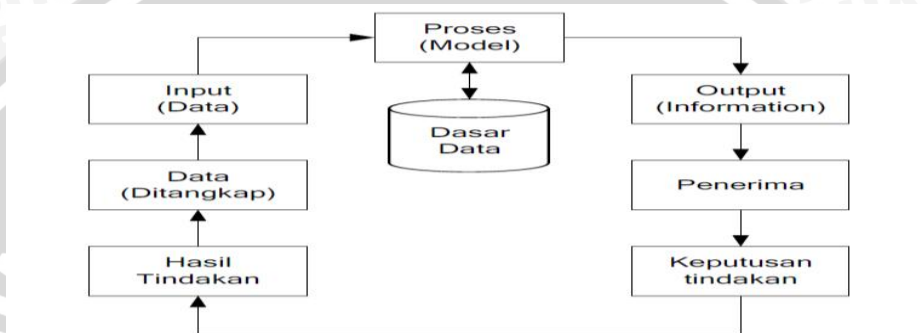 Proses
(Model)
Input
(Data)
Output
(Information)
Dasar
Data
Data
(Ditangkap)
Penerima
Hasil
Tindakan
Keputusan
tindakan